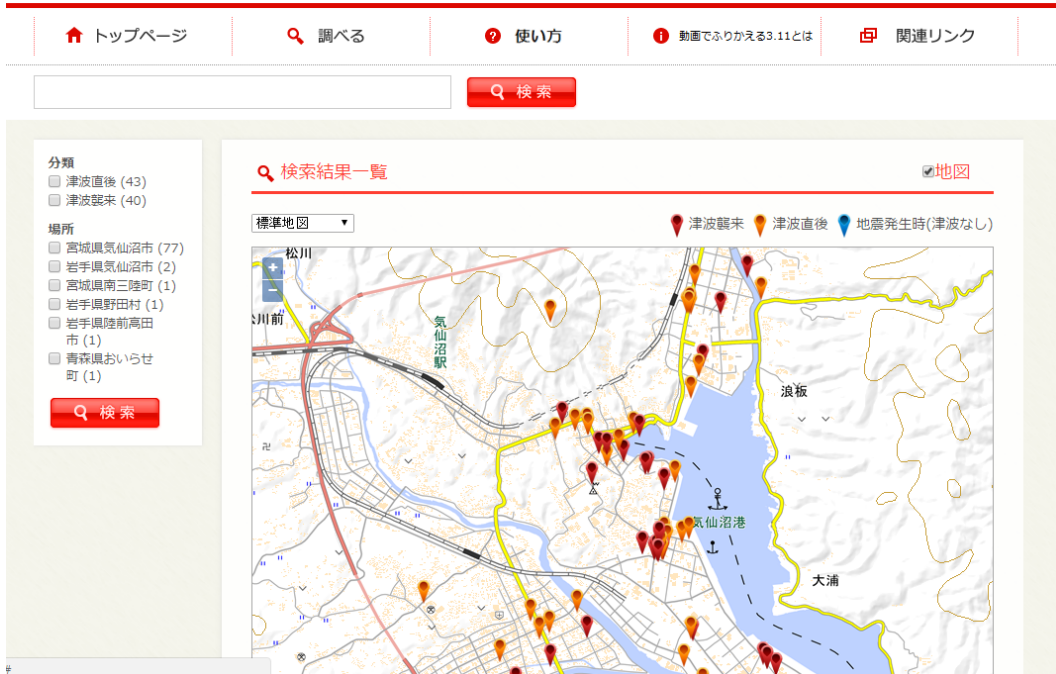 トップページ
調べる
使い方
動画でふりかえる3.11とは
関連リンク
検索
分類
津波直後 (43)
津波襲来 (40)
場所
宮城県気仙沼市 (77)
岩手県気仙沼市 (2)
宮城県南三陸町 (1)
岩手県野田村 (1)
岩手県陸前高田
市 (1)
青森県おいらせ
町 (1)
検索
検索結果一覧
地図
標準地図
津波襲来
津波直後
地震発生時(津波なし)
松川
+
−
川前
気仙沼駅
浪板
気仙沼港
大浦